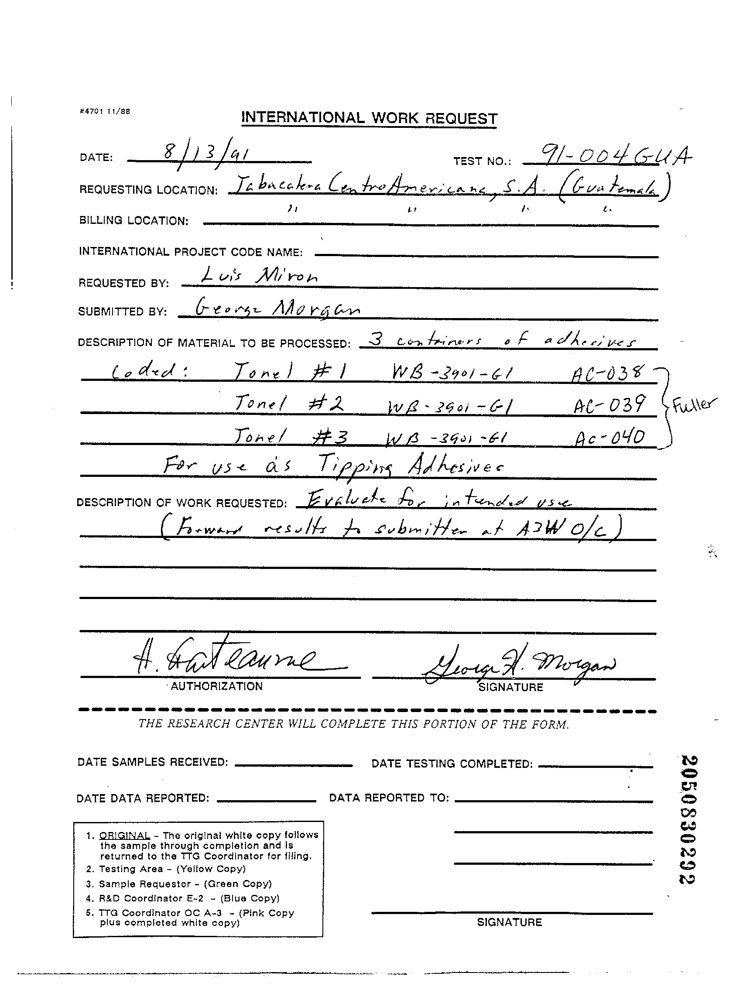 #4701 11/88
INTERNATIONAL WORK REQUEST
DATE: 8/13/91 TEST NO.: 91-004GUA
REQUESTING LOCATION: Tabacalera CentroAmericana, S.A. (Guatemala)
BILLING LOCATION: " " " "
INTERNATIONAL PROJECT CODE NAME:
REQUESTED BY: Luis Miron
SUBMITTED BY: George Morgan
DESCRIPTION OF MATERIAL TO BE PROCESSED: 3 containers of adhesives
Coded: Tonel #1 WB-3901-G1 AC-038
Tonel #2 WB-3901-G1 AC-039 Fuller
Tonel #3 WB-3901-G1 AC-040
For use as Tipping Adhesives
DESCRIPTION OF WORK REQUESTED: Evaluate for intended use
(Forward results to submitter at A3W O/C)
H. George H. Morgan
AUTHORIZATION SIGNATURE
THE RESEARCH CENTER WILL COMPLETE THIS PORTION OF THE FORM.
DATE SAMPLES RECEIVED: DATE TESTING COMPLETED:
DATE DATA REPORTED: DATA REPORTED TO:
1. ORIGINAL - The original white copy follows
the sample through completion and is
returned to the TTG Coordinator for filing.
2. Testing Area - (Yellow Copy)
3. Sample Requestor - (Green Copy)
4. R&D Coordinator E-2 - (Blue Copy)
5. TTG Coordinator OC A-3 - (Pink Copy
plus completed white copy)
SIGNATURE
2050830292